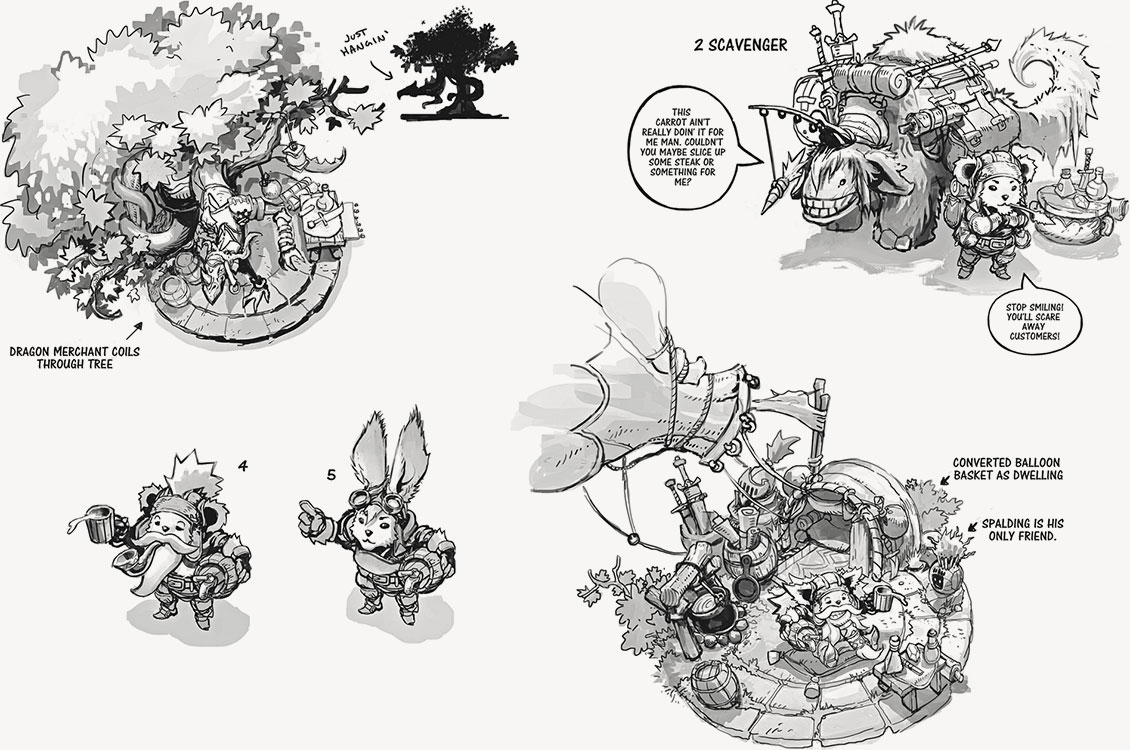 JUST
HANGIN'
2 SCAVENGER
THIS
CARROT AIN'T
REALLY DOIN' IT FOR
ME MAN. COULDN'T
YOU MAYBE SLICE UP
SOME STEAK OR
SOMETHING FOR
ME?
STOP SMILING!
YOU'LL SCARE
AWAY
CUSTOMERS!
DRAGON MERCHANT COILS
THROUGH TREE
4
5
CONVERTED BALLOON
BASKET AS DWELLING
SPALDING IS HIS
ONLY FRIEND.